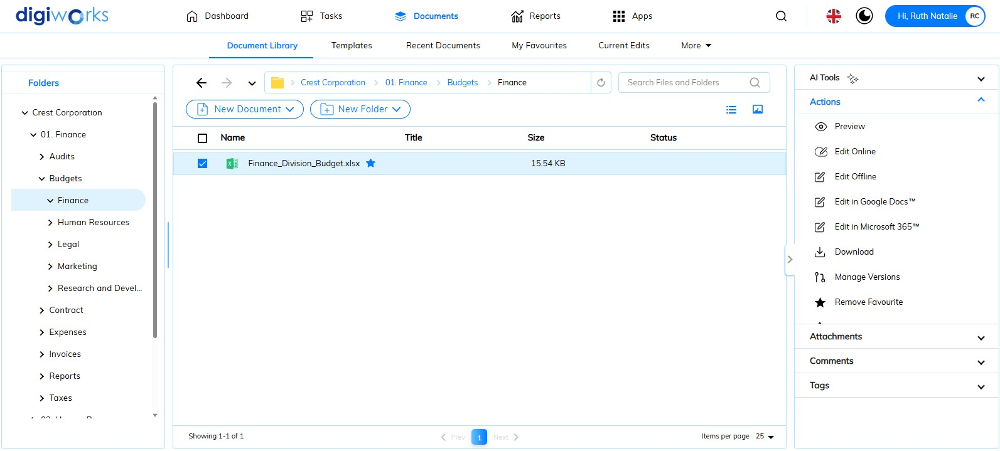 digiworks
Dashboard
Tasks
Documents
Reports
Apps
Hi, Ruth Natalie
RC
Document Library
Templates
Recent Documents
My Favourites
Current Edits
More
Folders
Crest Corporation
01. Finance
Audits
Budgets
Finance
Human Resources
Legal
Marketing
Research and Devel...
Contract
Expenses
Invoices
Reports
Taxes
Crest Corporation
01. Finance
Budgets
Finance
Search Files and Folders
New Document
New Folder
Name
Title
Size
Status
Finance_Division_Budget.xlsx
15.54 KB
Showing 1-1 of 1
Prev
1
Next
Items per page
25
AI Tools
Actions
Preview
Edit Online
Edit Offline
Edit in Google Docs™
Edit in Microsoft 365™
Download
Manage Versions
Remove Favourite
Attachments
Comments
Tags